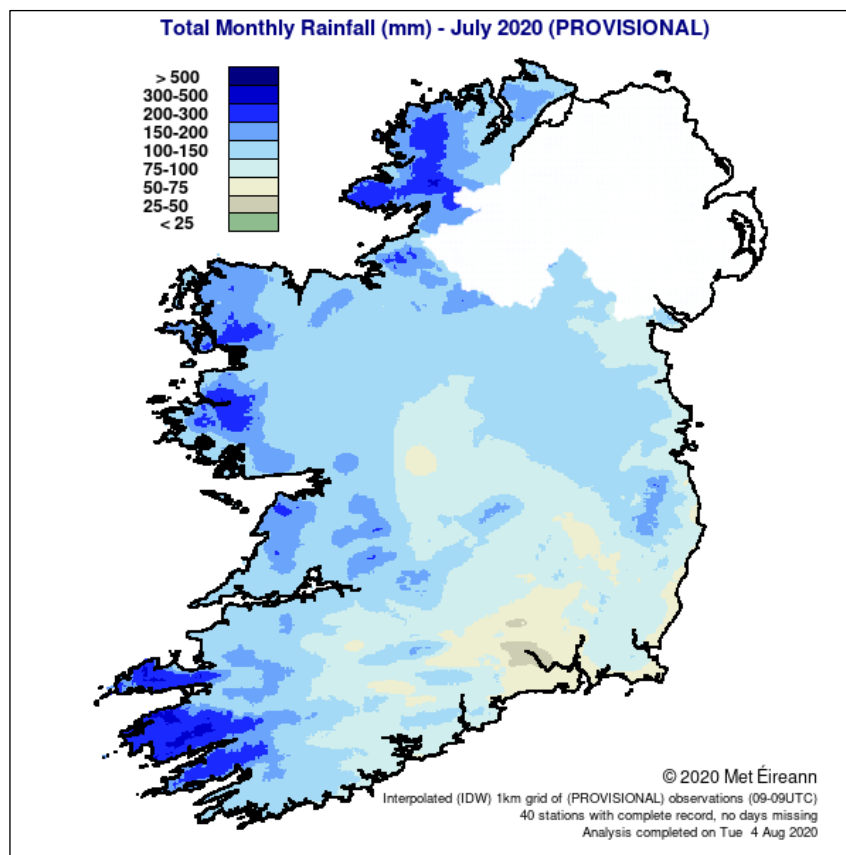 Total Monthly Rainfall (mm) - July 2020 (PROVISIONAL)
> 500
300-500
200-300
150-200
100-150
75-100
50-75
25-50
< 25
© 2020 Met Éireann
Interpolated (IDW) 1km grid of (PROVISIONAL) observations (09-09UTC)
40 stations with complete record, no days missing
Analysis completed on Tue  4 Aug 2020